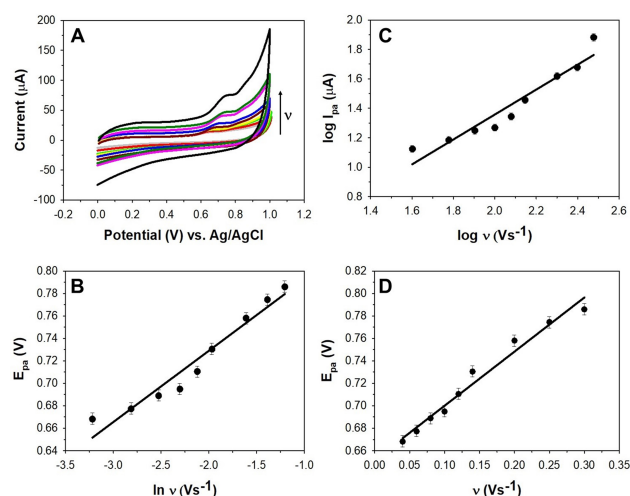 A
200
150
100
50
0
-50
-100
Current (μA)
-0.2 0.0 0.2 0.4 0.6 0.8 1.0 1.2
Potential (V) vs. Ag/AgCl
ν
C
2.0
1.8
1.6
1.4
1.2
1.0
0.8
log Ipa (μA)
1.4 1.6 1.8 2.0 2.2 2.4 2.6
log ν (Vs-1)
B
0.80
0.78
0.76
0.74
0.72
0.70
0.68
0.66
0.64
Epa (V)
-3.5 -3.0 -2.5 -2.0 -1.5 -1.0
ln ν (Vs-1)
D
0.82
0.80
0.78
0.76
0.74
0.72
0.70
0.68
0.66
Epa (V)
0.00 0.05 0.10 0.15 0.20 0.25 0.30 0.35
ν (Vs-1)